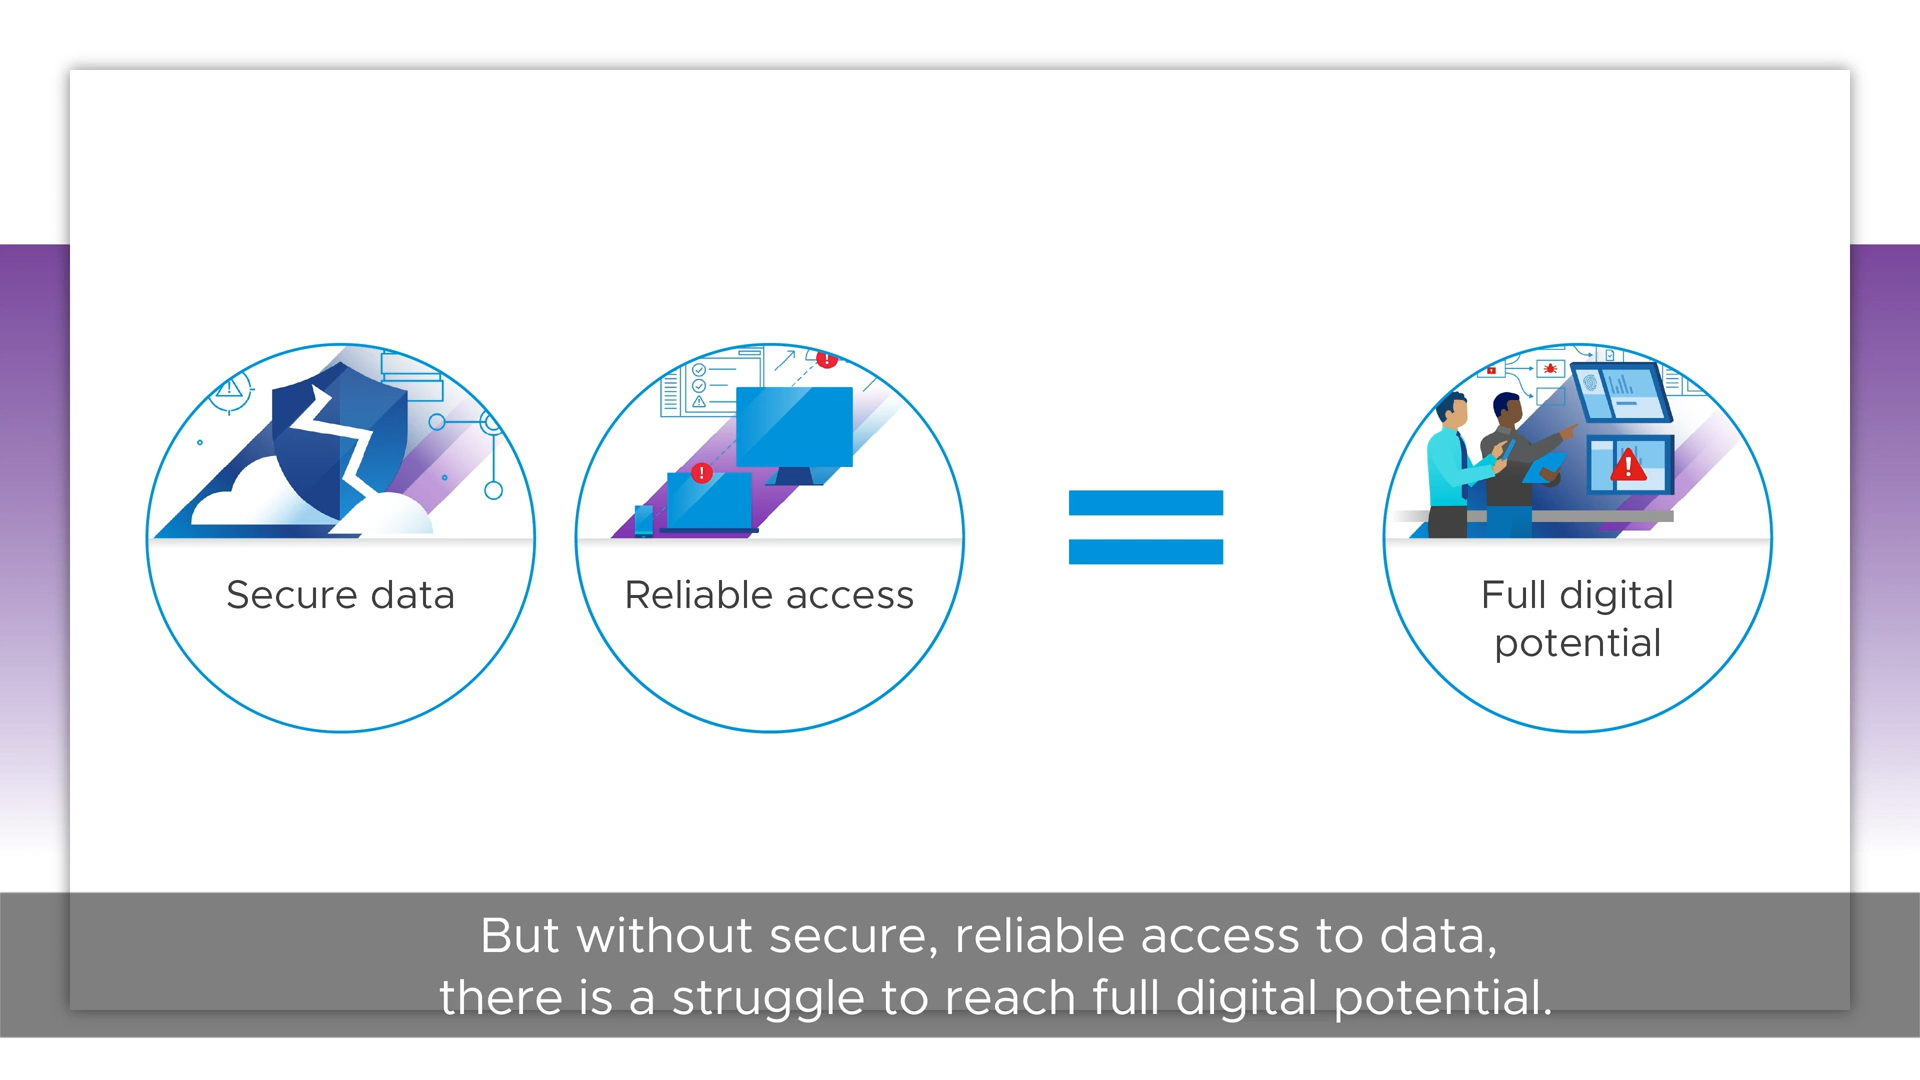 Secure data
Reliable access
Full digital
potential
But without secure, reliable access to data,
there is a struggle to reach full digital potential.